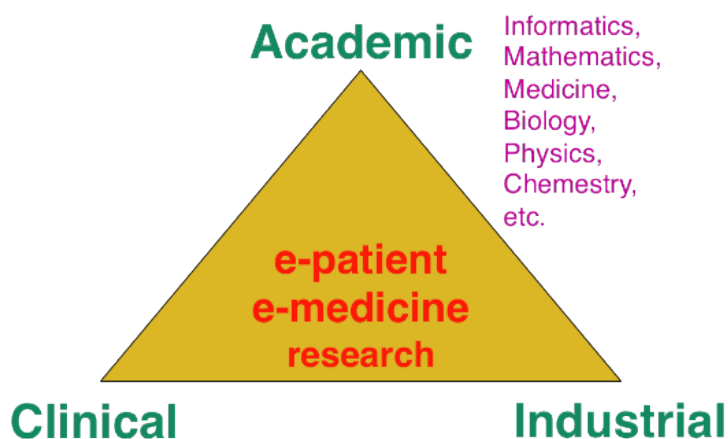 Academic
Informatics,
Mathematics,
Medicine,
Biology,
Physics,
Chemestry,
etc.
e-patient
e-medicine
research
Clinical
Industrial